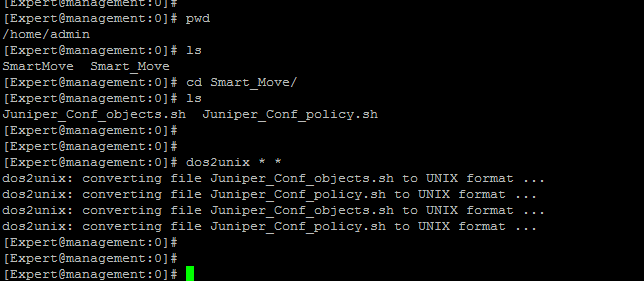 [Expert@management:0]#
[Expert@management:0]# pwd
/home/admin
[Expert@management:0]# ls
SmartMove  Smart_Move
[Expert@management:0]# cd Smart_Move/
[Expert@management:0]# ls
Juniper_Conf_objects.sh  Juniper_Conf_policy.sh
[Expert@management:0]#
[Expert@management:0]#
[Expert@management:0]# dos2unix * *
dos2unix: converting file Juniper_Conf_objects.sh to UNIX format ...
dos2unix: converting file Juniper_Conf_policy.sh to UNIX format ...
dos2unix: converting file Juniper_Conf_objects.sh to UNIX format ...
dos2unix: converting file Juniper_Conf_policy.sh to UNIX format ...
[Expert@management:0]#
[Expert@management:0]#
[Expert@management:0]#